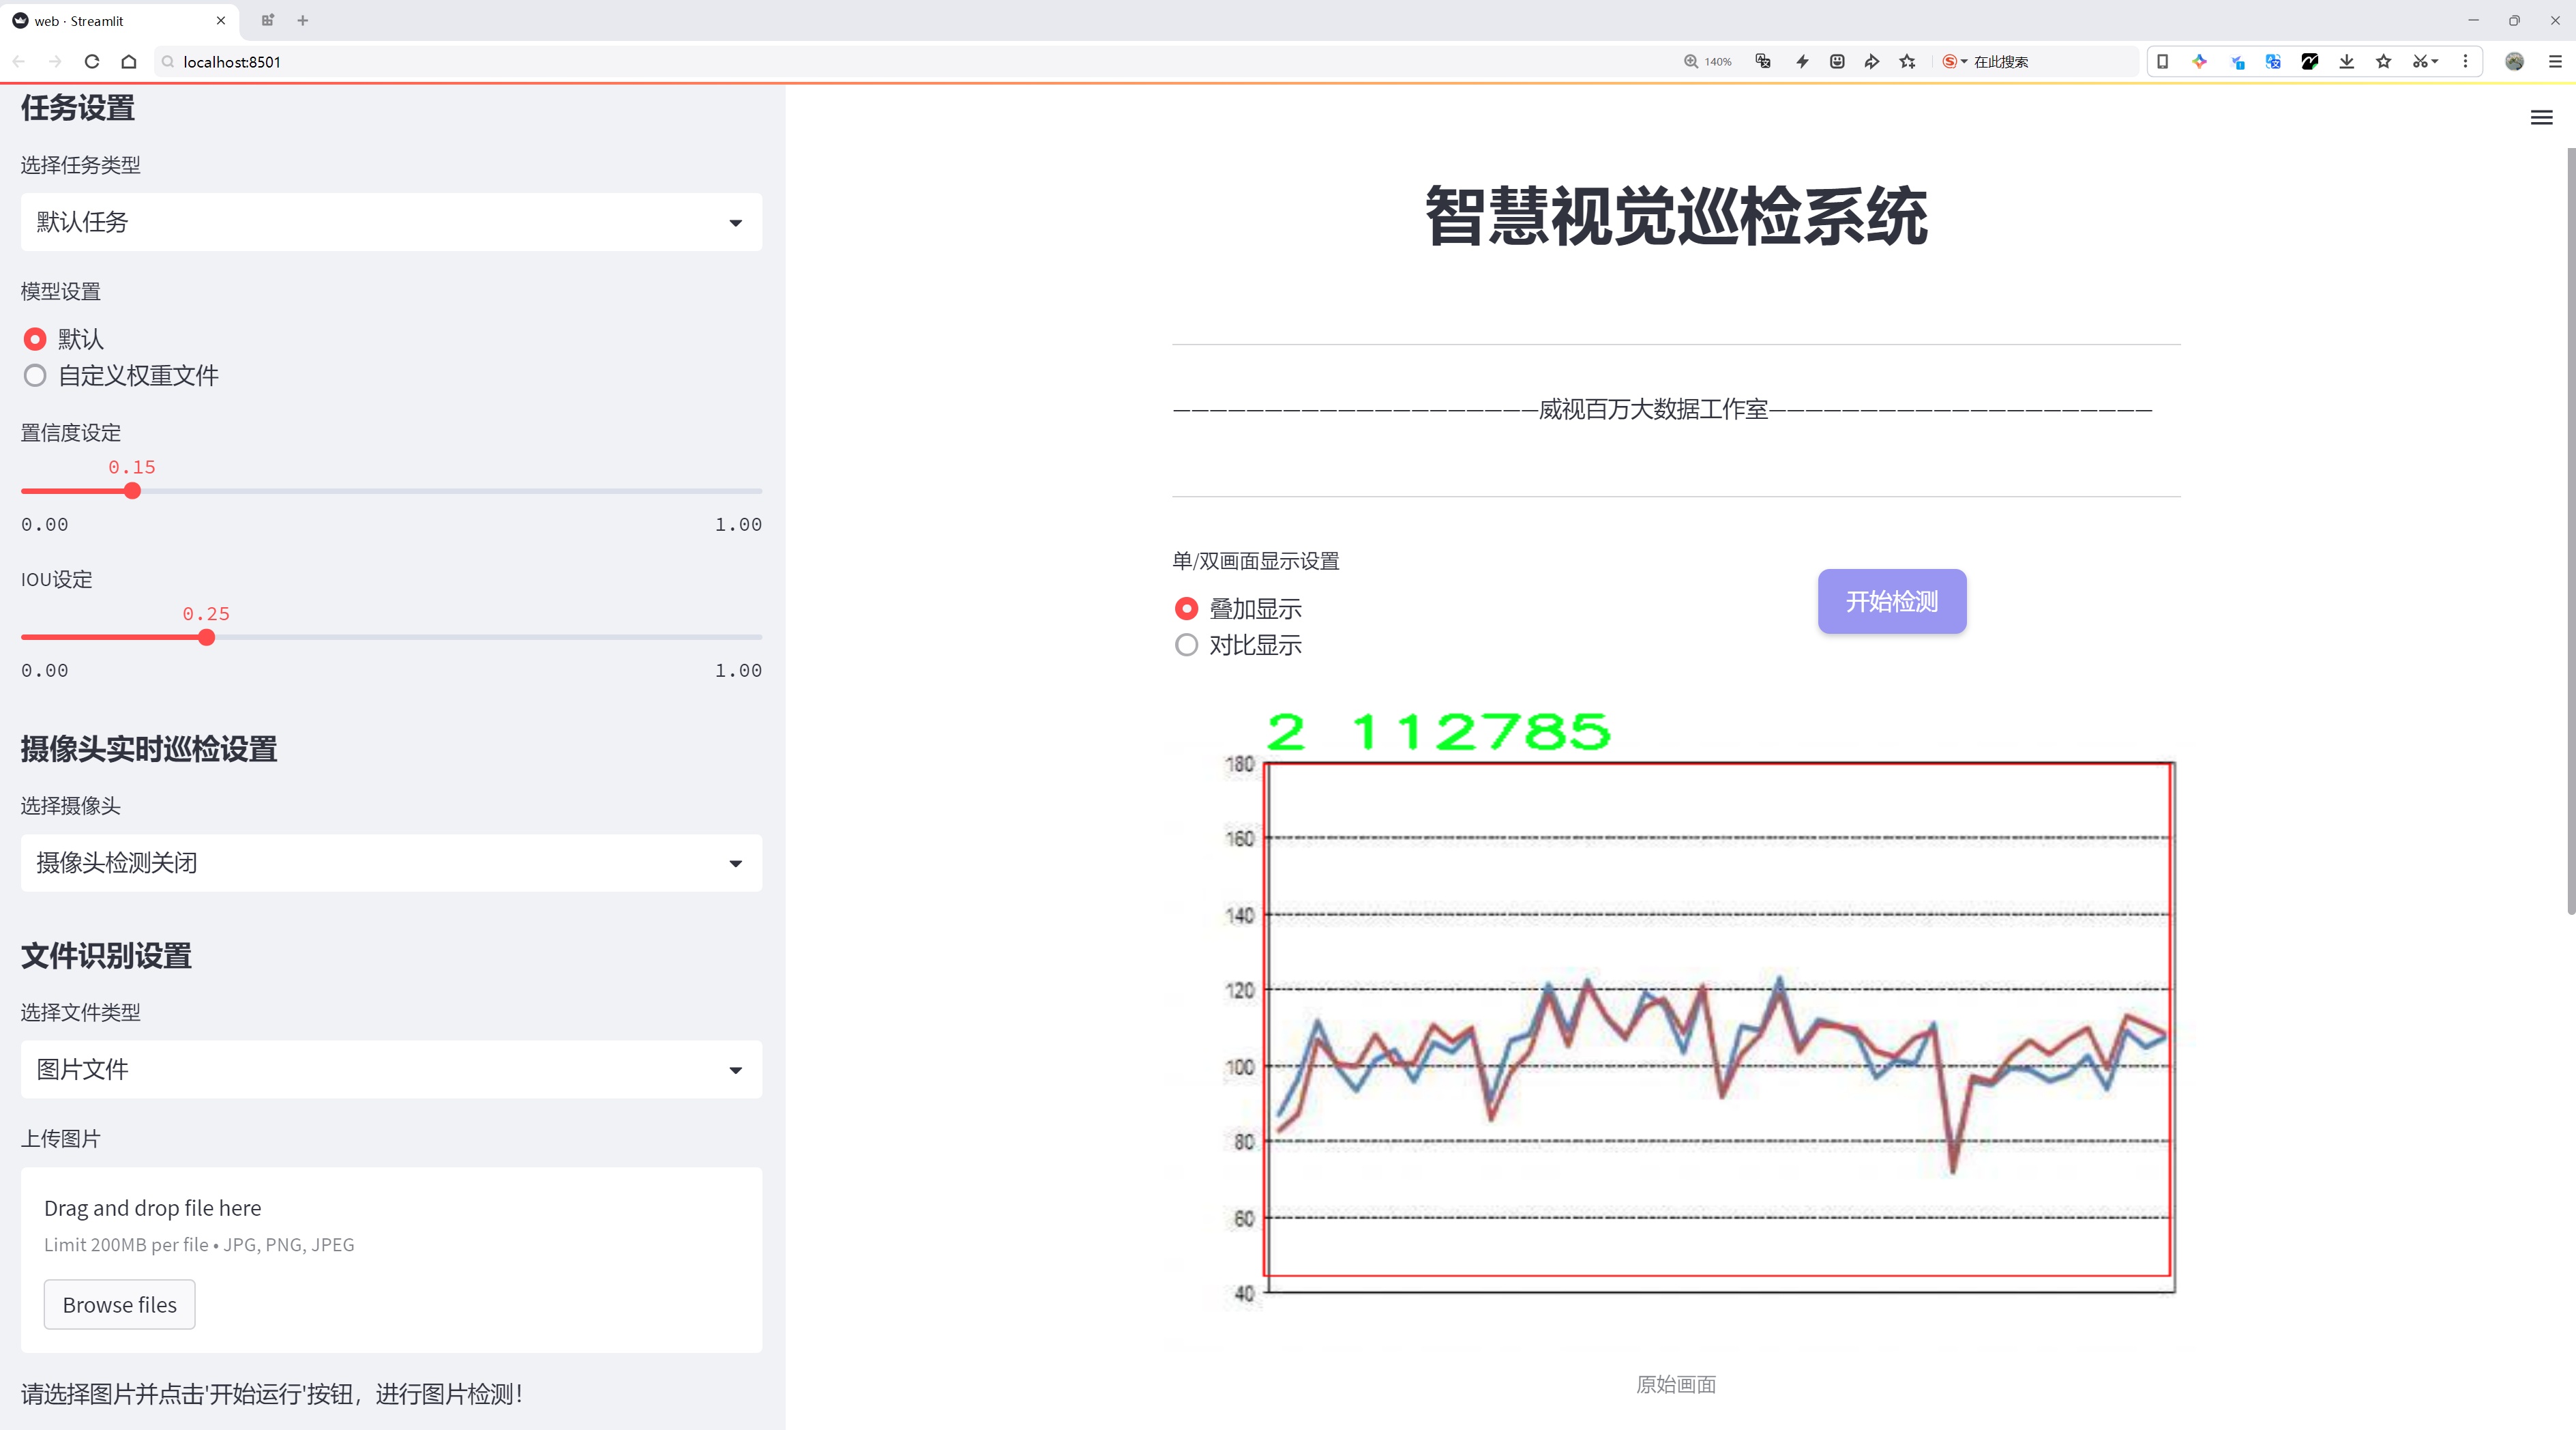 web · Streamlit
localhost:8501
140%
在此搜索
任务设置
选择任务类型
默认任务
模型设置
默认
自定义权重文件
置信度设定
0.15
0.00 1.00
IOU设定
0.25
0.00 1.00
摄像头实时巡检设置
选择摄像头
摄像头检测关闭
文件识别设置
选择文件类型
图片文件
上传图片
Drag and drop file here
Limit 200MB per file • JPG, PNG, JPEG
Browse files
请选择图片并点击'开始运行'按钮，进行图片检测！
智慧视觉巡检系统
————————————————————威视百万大数据工作室—————————————————————
单/双画面显示设置
叠加显示
对比显示
开始检测
2 112785
180
160
140
120
100
80
60
40
原始画面